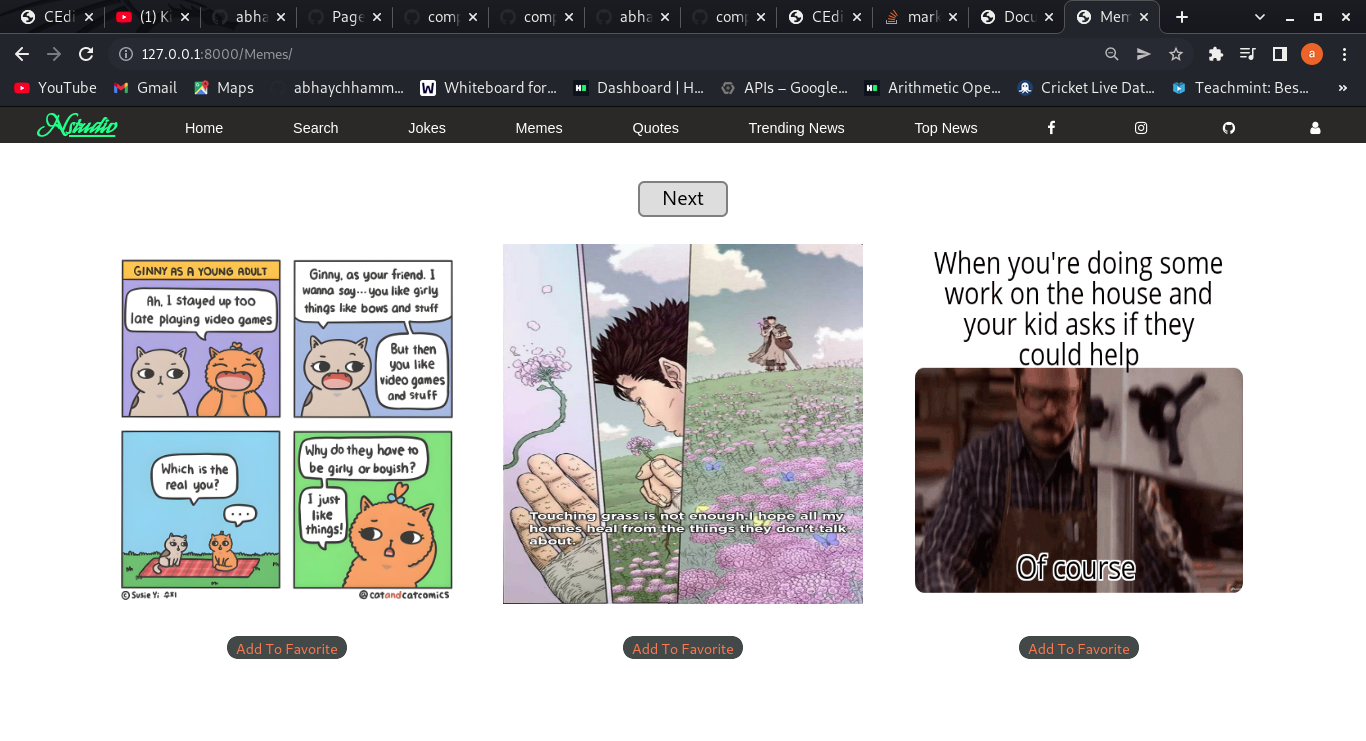 CEdi
(1) Ki
abha
Page
comp
comp
abha
comp
CEdi
mark
Docu
Mem
127.0.0.1:8000/Memes/
a
YouTube
Gmail
Maps
abhaychhamm...
Whiteboard for...
Dashboard | H...
APIs – Google...
Arithmetic Ope...
Cricket Live Dat...
Teachmint: Bes...
»
Nstudio
Home
Search
Jokes
Memes
Quotes
Trending News
Top News
Next
GINNY AS A YOUNG ADULT
Ah, I stayed up too
late playing video games
Ginny, as your friend. I
wanna say...you like girly
things like bows and stuff
But then
you like
video games
and stuff
Which is the
real you?
...
Why do they have to
be girly or boyish?
I just
like
things!
© Susie Yi
@catandcatcomics
Touching grass is not enough.I hope all my
homies heal from the things they don't talk
about.
When you're doing some
work on the house and
your kid asks if they
could help
Of course
Add To Favorite
Add To Favorite
Add To Favorite